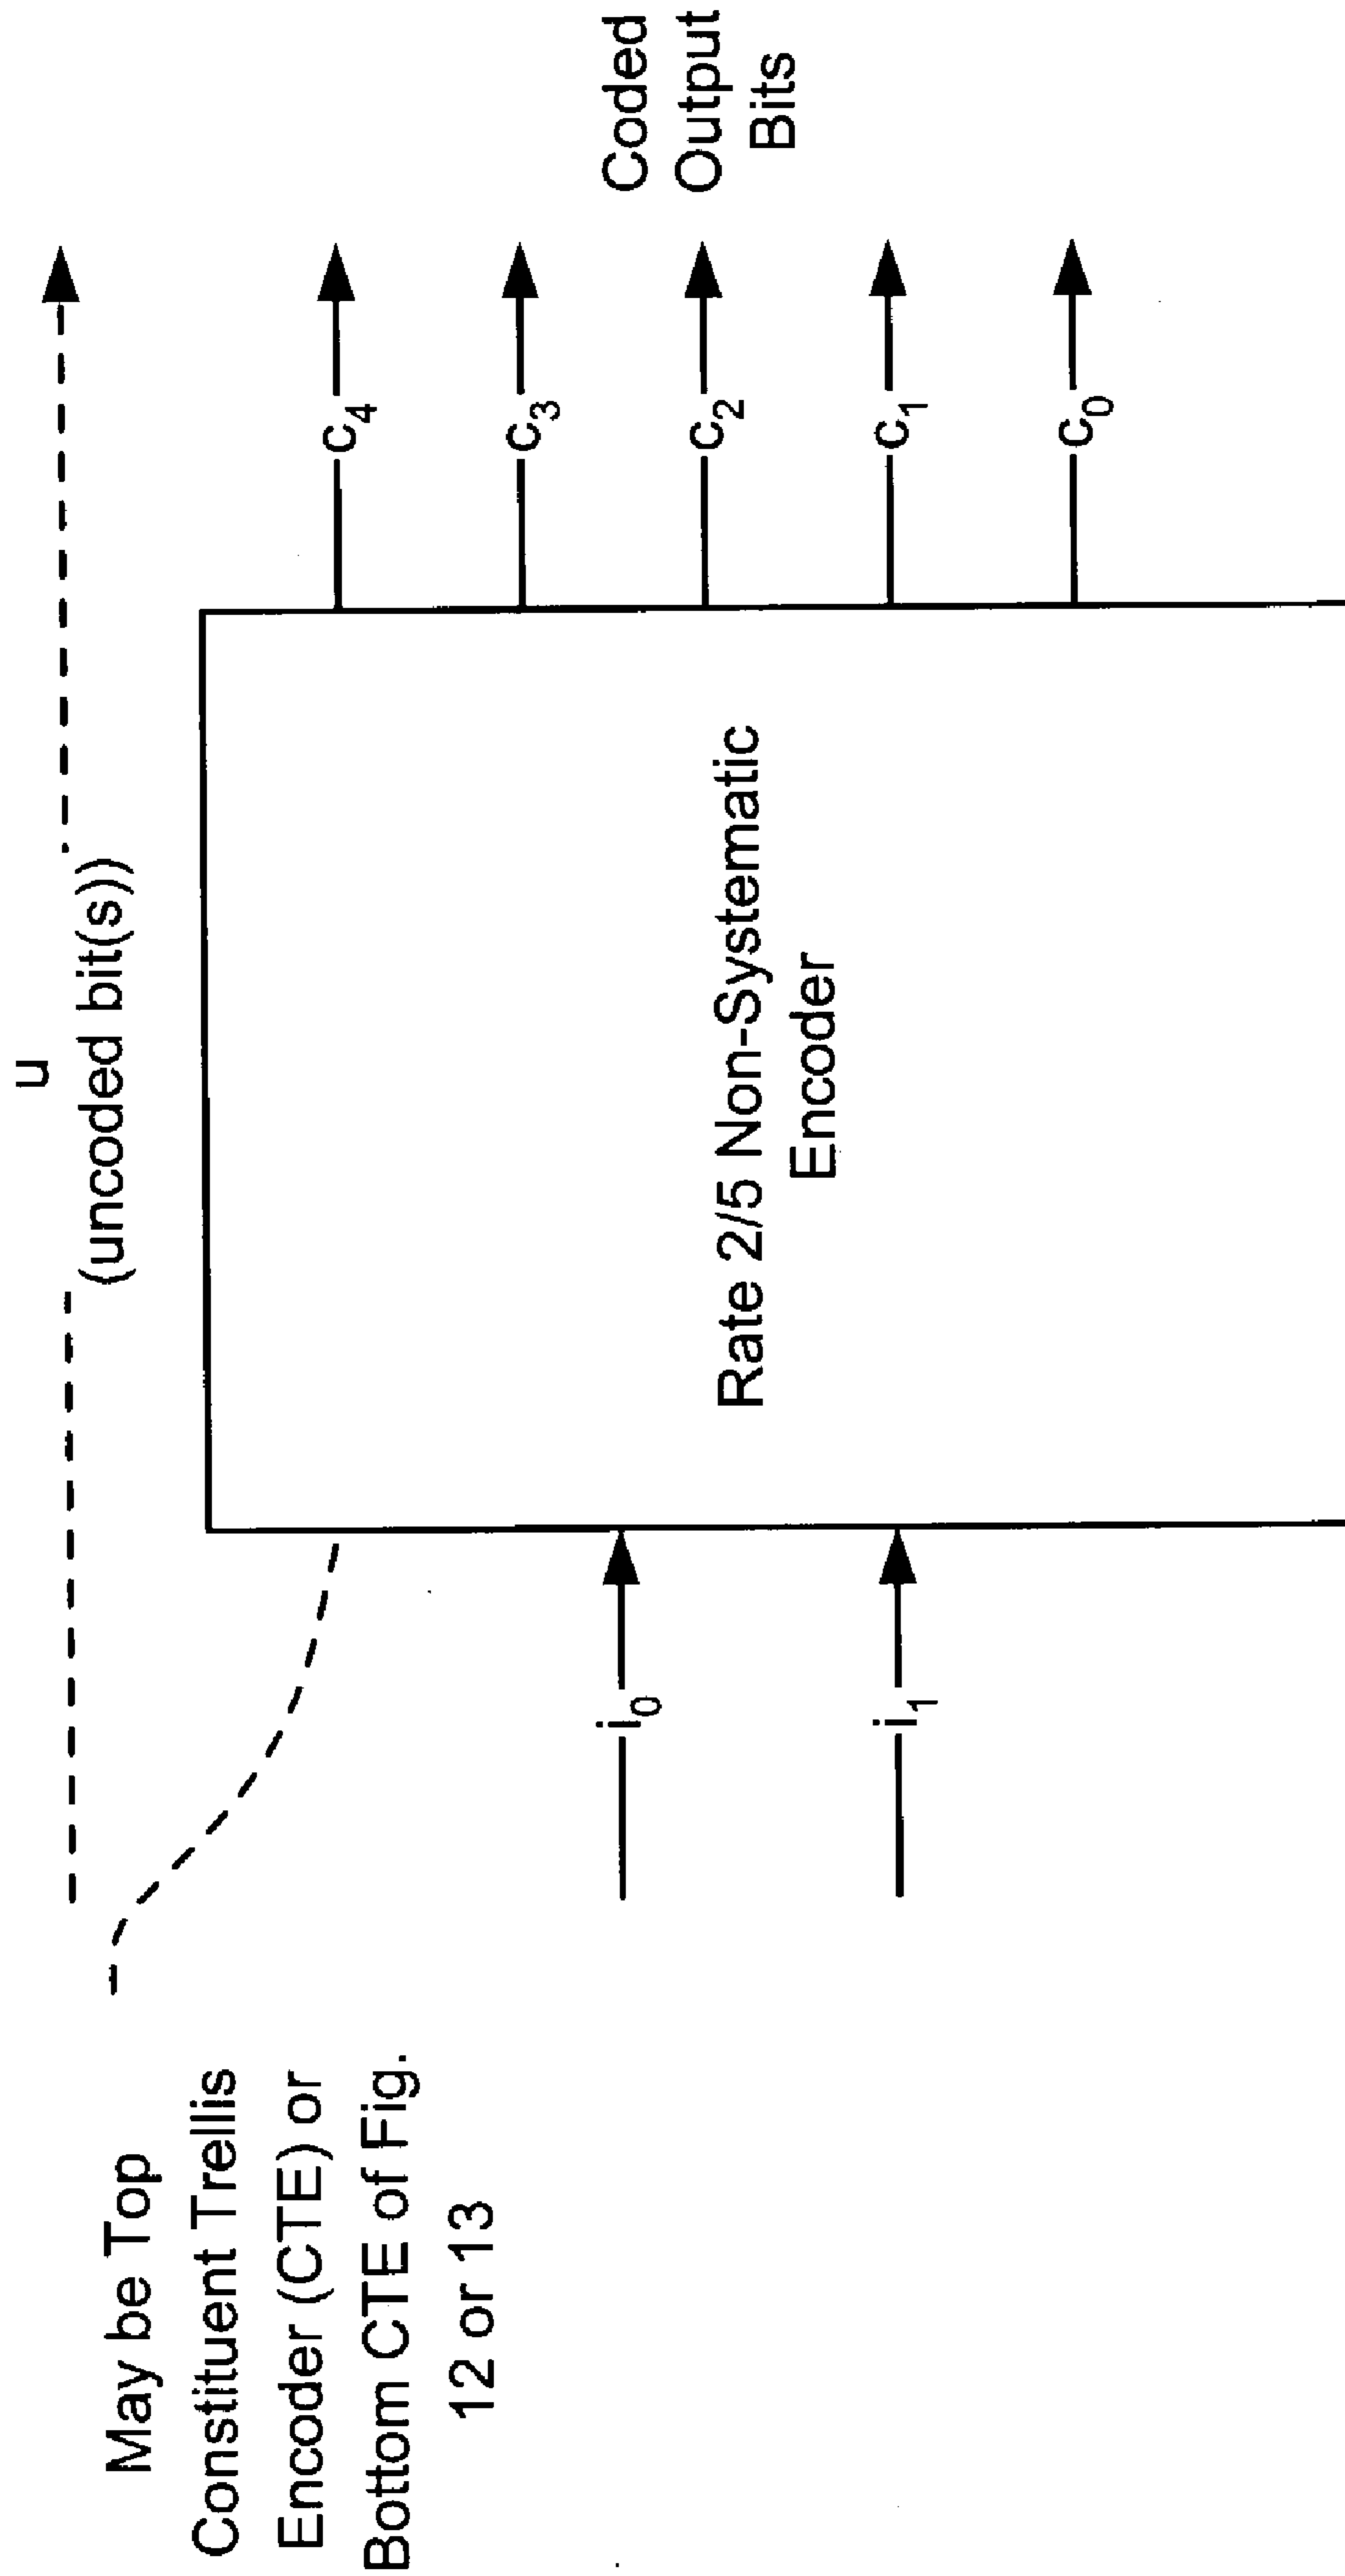 u
(uncoded bit(s))
May be Top
Constituent Trellis
Encoder (CTE) or
Bottom CTE of Fig.
12 or 13
i0
i1
Rate 2/5 Non-Systematic
Encoder
c4
c3
c2
c1
c0
Coded
Output
Bits